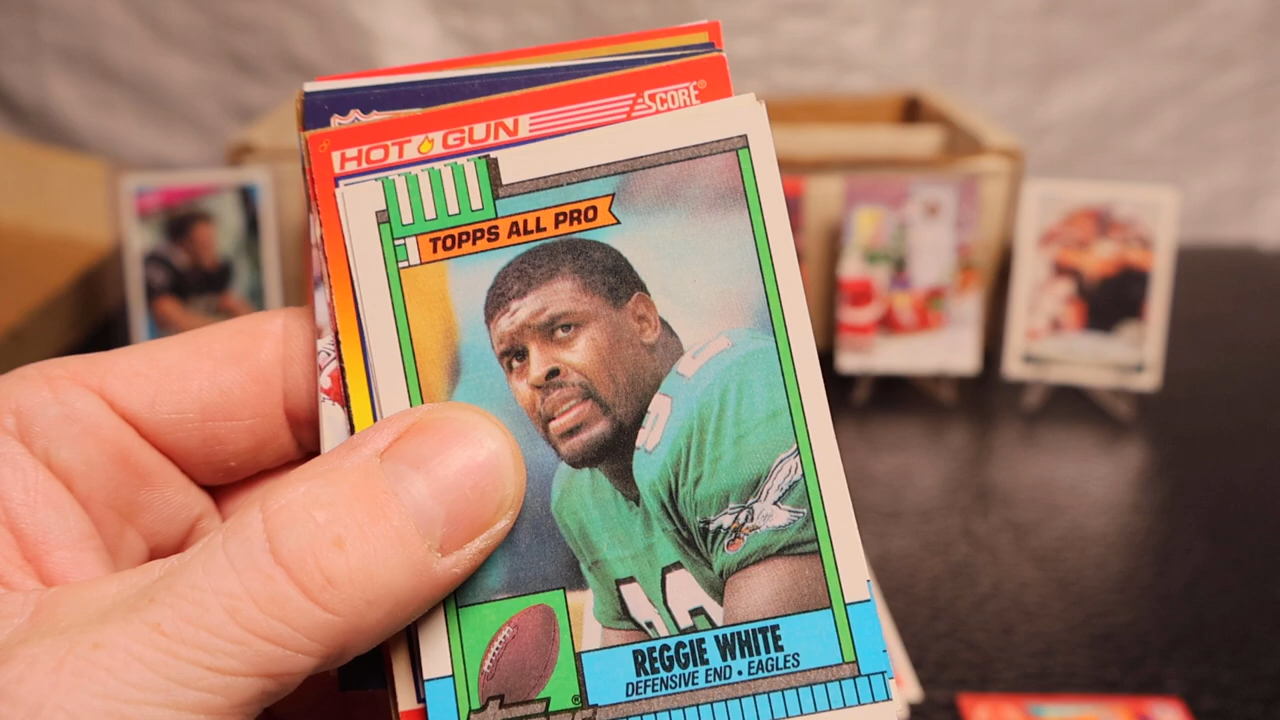 HOT GUN SCORE®
TOPPS ALL PRO
REGGIE WHITE
DEFENSIVE END • EAGLES